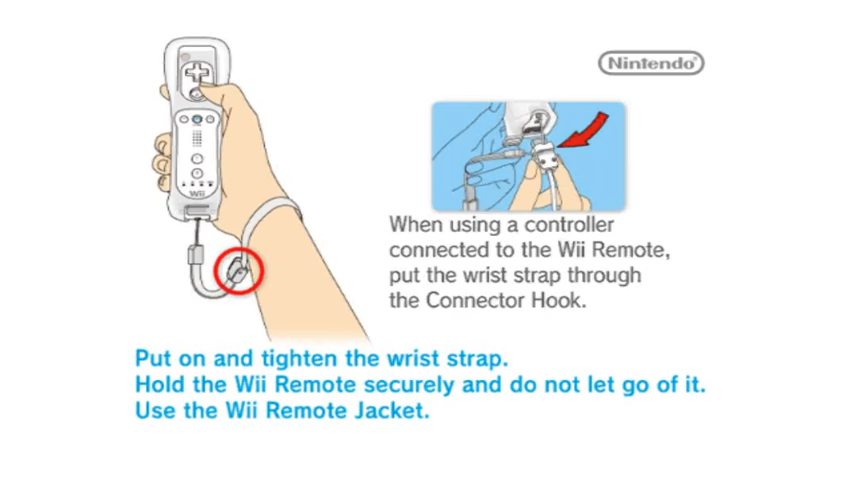 Nintendo®
Wii
When using a controller
connected to the Wii Remote,
put the wrist strap through
the Connector Hook.
Put on and tighten the wrist strap.
Hold the Wii Remote securely and do not let go of it.
Use the Wii Remote Jacket.